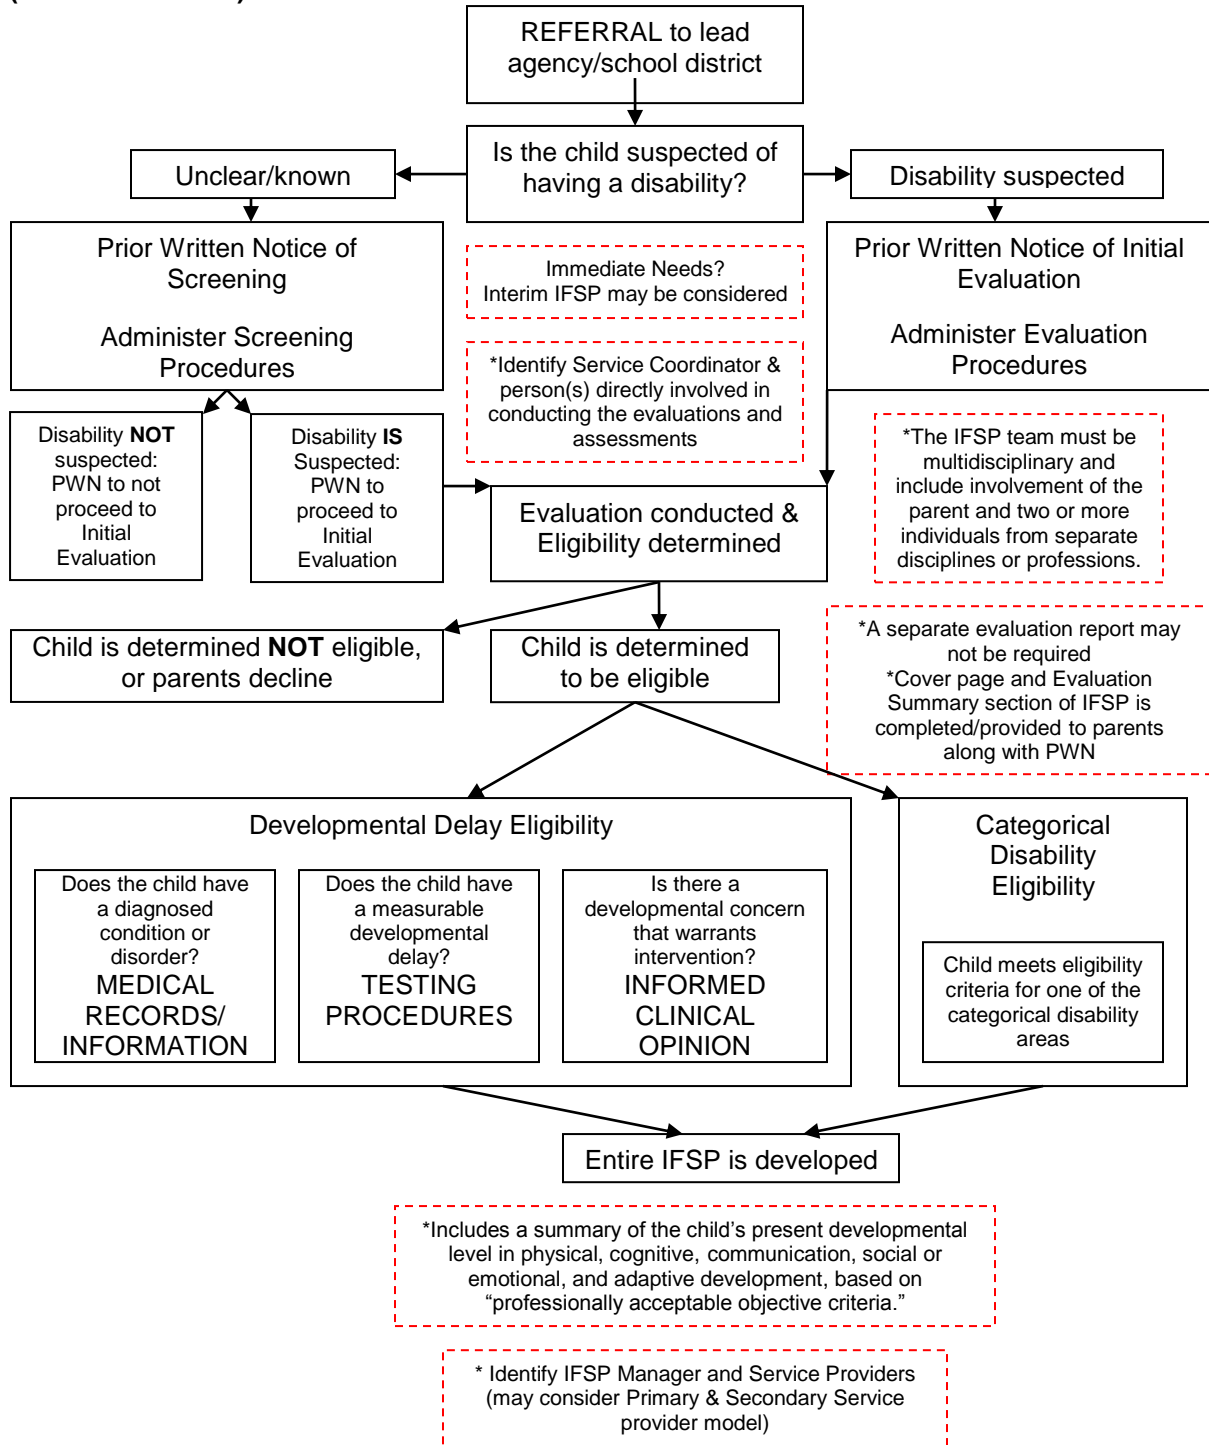 REFERRAL to lead
agency/school district
Is the child suspected of
having a disability?
Unclear/known
Disability suspected
Prior Written Notice of
Screening
Administer Screening
Procedures
Immediate Needs?
Interim IFSP may be considered
Prior Written Notice of Initial
Evaluation
Administer Evaluation
Procedures
*Identify Service Coordinator &
person(s) directly involved in
conducting the evaluations and
assessments
Disability NOT
suspected:
PWN to not
proceed to
Initial
Evaluation
Disability IS
Suspected:
PWN to
proceed to
Initial
Evaluation
Evaluation conducted &
Eligibility determined
*The IFSP team must be
multidisciplinary and
include involvement of the
parent and two or more
individuals from separate
disciplines or professions.
Child is determined NOT eligible,
or parents decline
Child is determined
to be eligible
*A separate evaluation report may
not be required
*Cover page and Evaluation
Summary section of IFSP is
completed/provided to parents
along with PWN
Developmental Delay Eligibility
Does the child have
a diagnosed
condition or
disorder?
MEDICAL
RECORDS/
INFORMATION
Does the child have
a measurable
developmental
delay?
TESTING
PROCEDURES
Is there a
developmental concern
that warrants
intervention?
INFORMED
CLINICAL
OPINION
Categorical
Disability
Eligibility
Child meets eligibility
criteria for one of the
categorical disability
areas
Entire IFSP is developed
*Includes a summary of the child’s present developmental
level in physical, cognitive, communication, social or
emotional, and adaptive development, based on
“professionally acceptable objective criteria.”
* Identify IFSP Manager and Service Providers
(may consider Primary & Secondary Service
provider model)